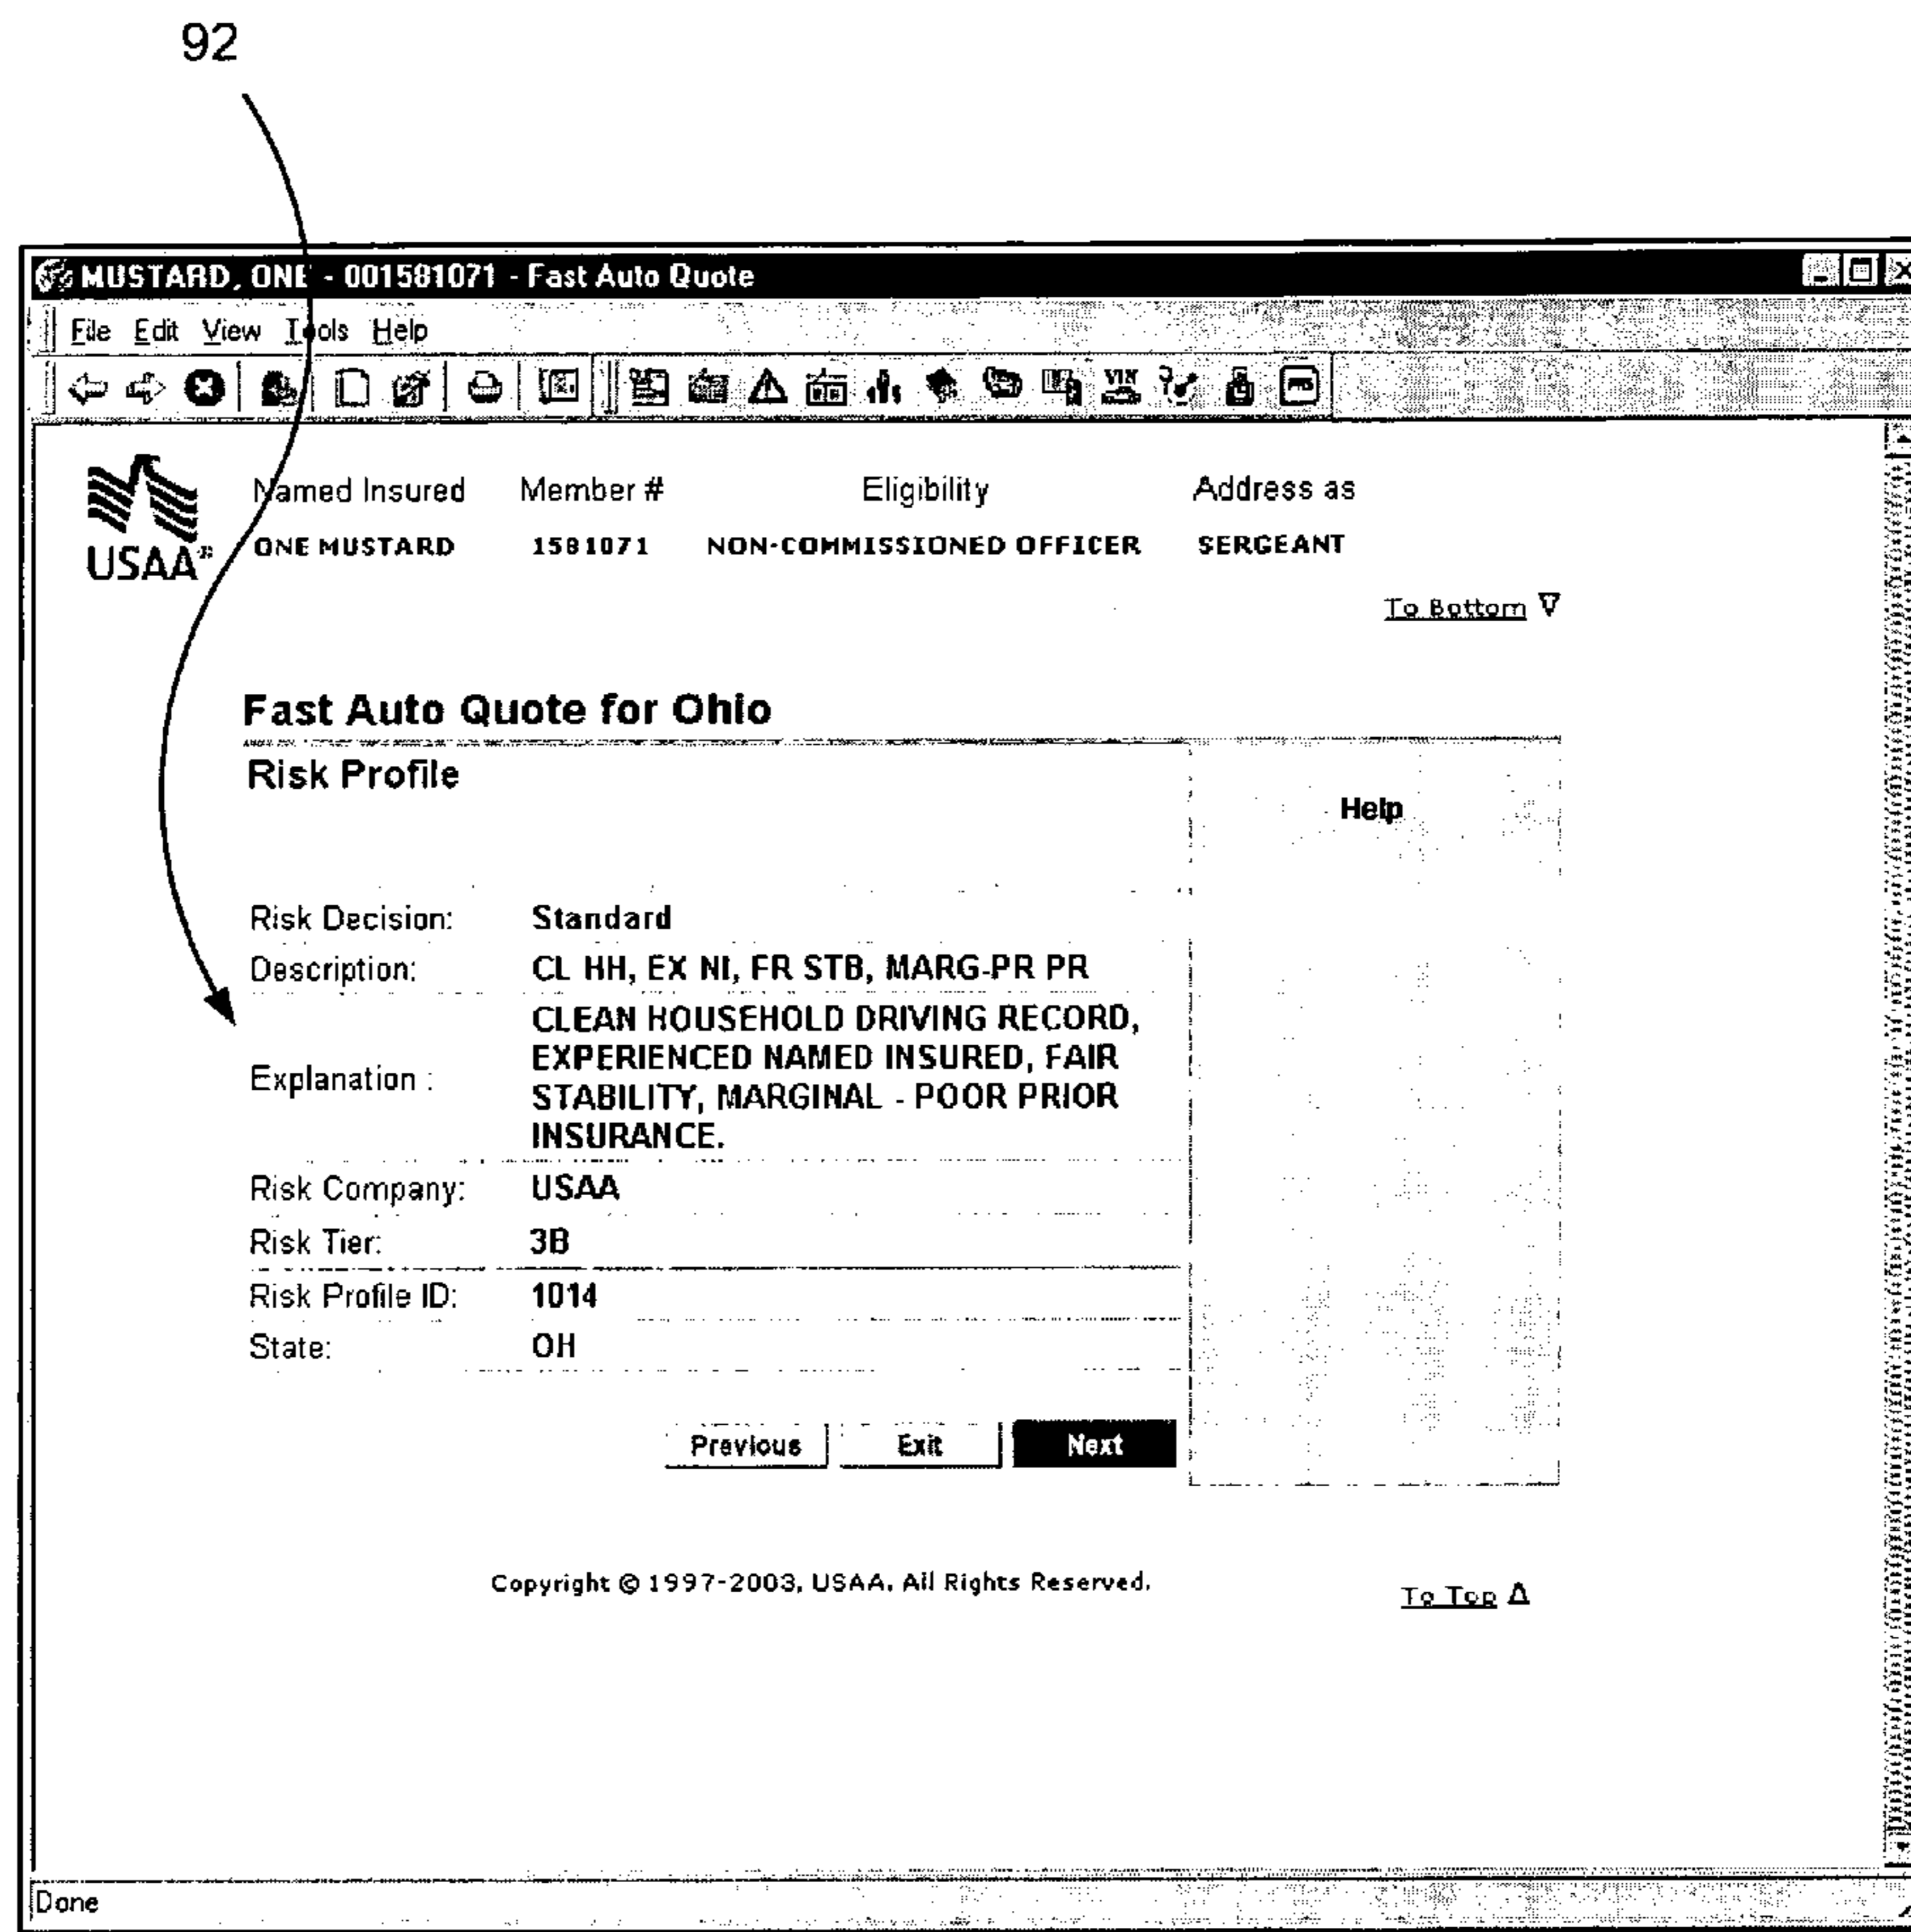 92
MUSTARD, ONE - 001581071 - Fast Auto Quote
File Edit View Tools Help
VIN
Named Insured Member # Eligibility Address as
ONE MUSTARD 1581071 NON-COMMISSIONED OFFICER SERGEANT
USAA®
To Bottom
Fast Auto Quote for Ohio
Risk Profile
Help
Risk Decision: Standard
Description: CL HH, EX NI, FR STB, MARG-PR PR
Explanation : CLEAN HOUSEHOLD DRIVING RECORD,
EXPERIENCED NAMED INSURED, FAIR
STABILITY, MARGINAL - POOR PRIOR
INSURANCE.
Risk Company: USAA
Risk Tier: 3B
Risk Profile ID: 1014
State: OH
Previous Exit Next
Copyright © 1997-2003, USAA. All Rights Reserved.
To Top
Done